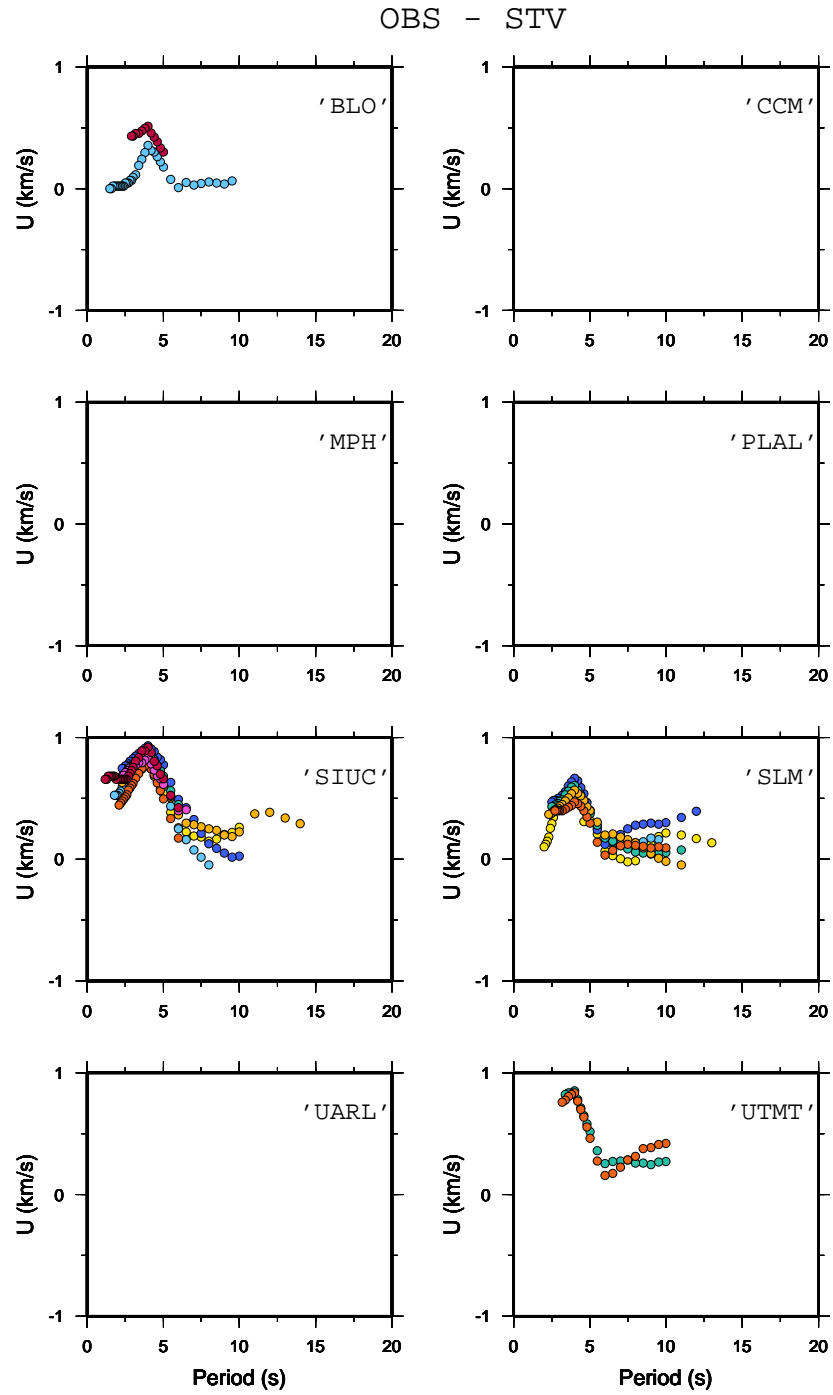 OBS - STV
1
0
-1
U (km/s)
0 5 10 15 20
'BLO'
1
0
-1
U (km/s)
0 5 10 15 20
'CCM'
1
0
-1
U (km/s)
0 5 10 15 20
'MPH'
1
0
-1
U (km/s)
0 5 10 15 20
'PLAL'
1
0
-1
U (km/s)
0 5 10 15 20
'SIUC'
1
0
-1
U (km/s)
0 5 10 15 20
'SLM'
1
0
-1
U (km/s)
0 5 10 15 20
Period (s)
'UARL'
1
0
-1
U (km/s)
0 5 10 15 20
Period (s)
'UTMT'